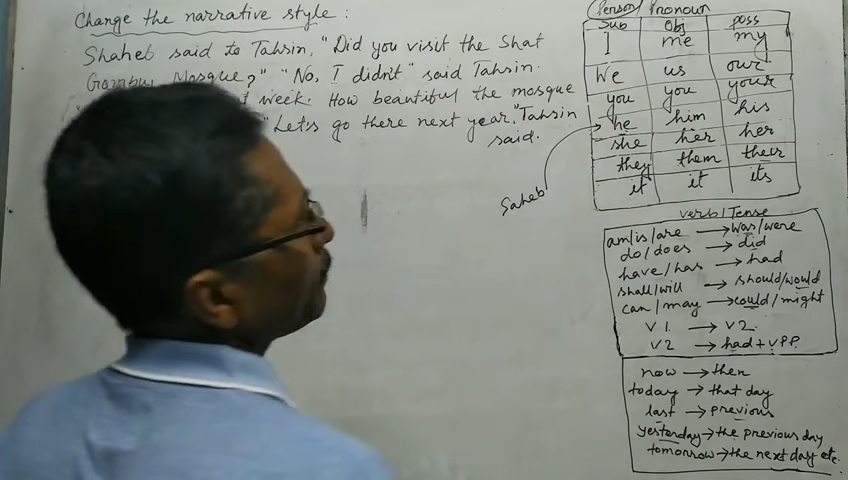 Change the narrative style:
Shaheb said to Tahsin, "Did you visit the Shat
Gombuj Mosque?" "No, I didn't" said Tahsin.
week. How beautiful the mosque
"Let's go there next year," Tahsin
said.
Person/Pronoun
Sub obj poss
I me my
We us our
you you your
he him his
she her her
they them their
it it its
Saheb
verb/Tense
am/is/are → was/were
do/does → did
have/has → had
shall/will → should/would
can/may → could/might
V1 → V2
V2 → had + VPP
now → then
today → that day
last → previous
yesterday → the previous day
tomorrow → the next day etc.